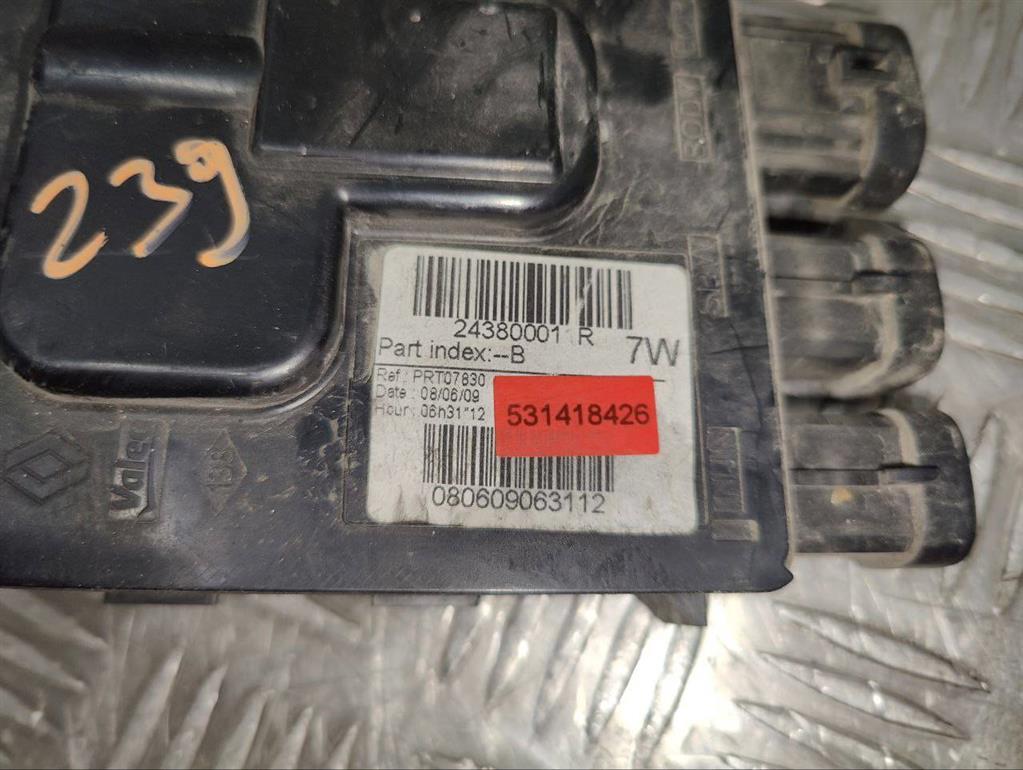 239
24380001 R
Part index:--B
7W
Ref : PRT07830
Date : 08/06/09
Hour : 06h31"12
531418426
080609063112
Valeo